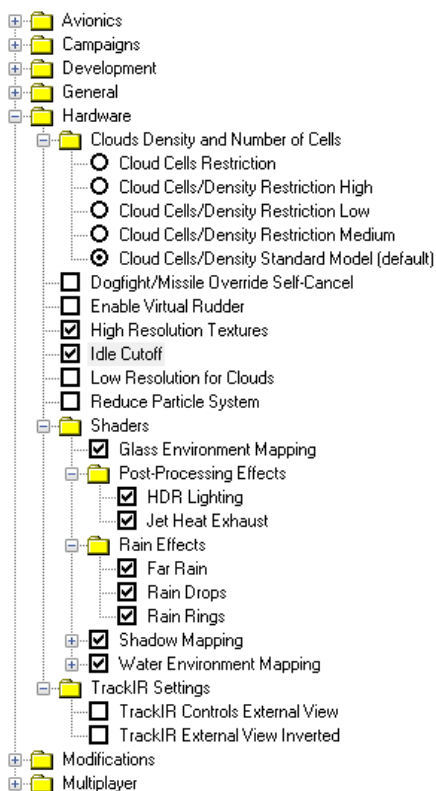 Avionics
Campaigns
Development
General
Hardware
Clouds Density and Number of Cells
Cloud Cells Restriction
Cloud Cells/Density Restriction High
Cloud Cells/Density Restriction Low
Cloud Cells/Density Restriction Medium
Cloud Cells/Density Standard Model (default)
Dogfight/Missile Override Self-Cancel
Enable Virtual Rudder
High Resolution Textures
Idle Cutoff
Low Resolution for Clouds
Reduce Particle System
Shaders
Glass Environment Mapping
Post-Processing Effects
HDR Lighting
Jet Heat Exhaust
Rain Effects
Far Rain
Rain Drops
Rain Rings
Shadow Mapping
Water Environment Mapping
TrackIR Settings
TrackIR Controls External View
TrackIR External View Inverted
Modifications
Multiplayer